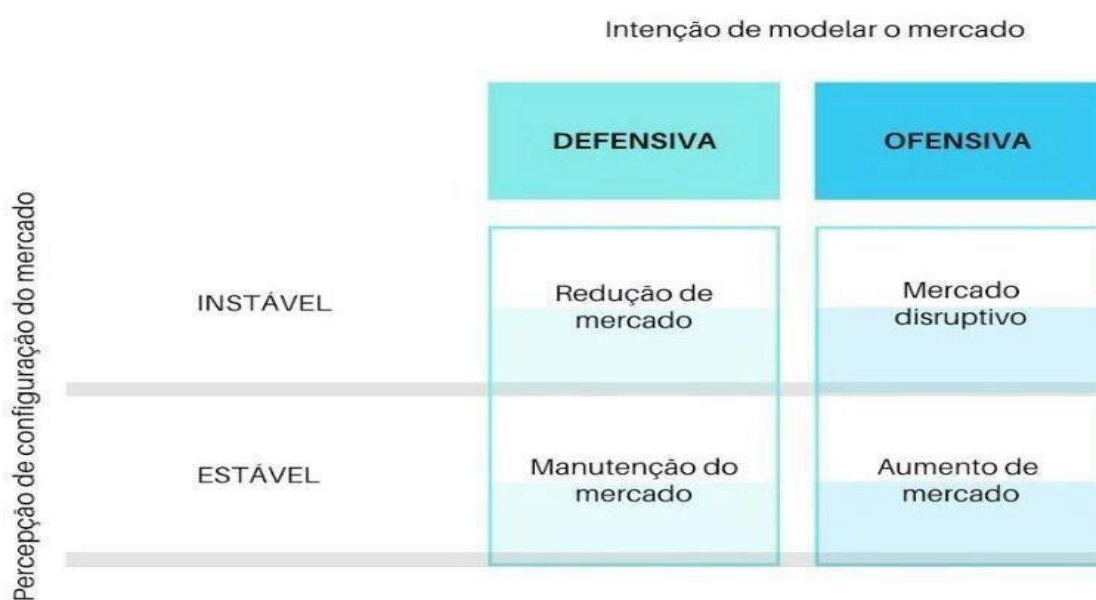 Intenção de modelar o mercado
DEFENSIVA
OFENSIVA
Percepção de configuração do mercado
INSTÁVEL
Redução de
mercado
Mercado
disruptivo
ESTÁVEL
Manutenção do
mercado
Aumento de
mercado